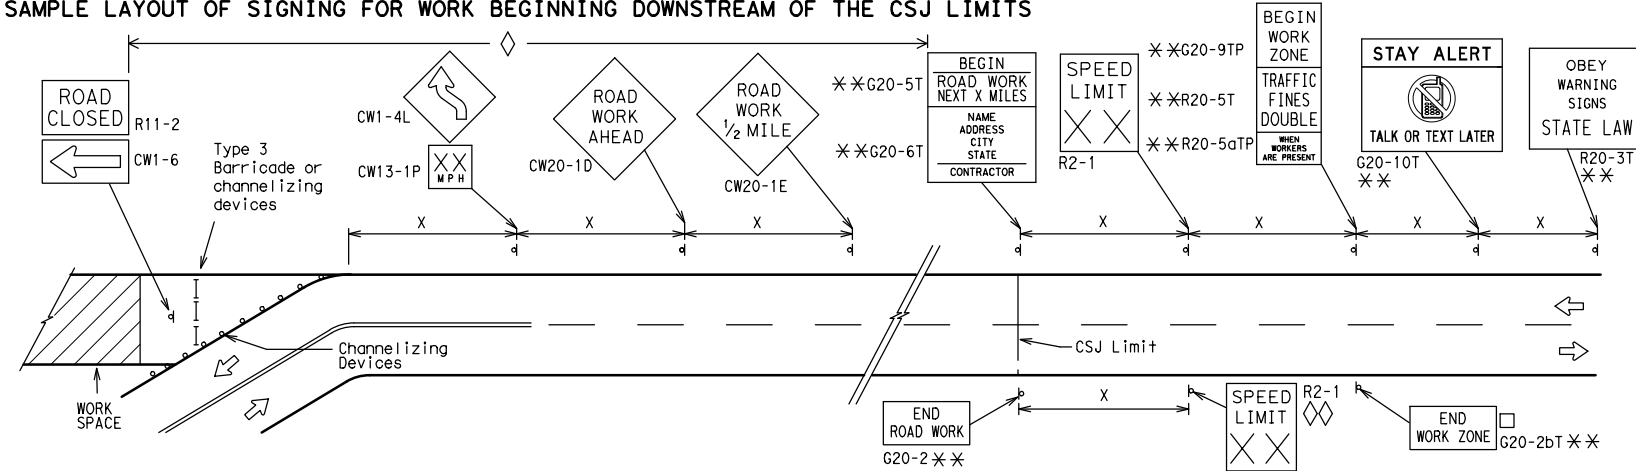 SAMPLE LAYOUT OF SIGNING FOR WORK BEGINNING DOWNSTREAM OF THE CSJ LIMITS
ROAD
CLOSED
R11-2
CW1-6
Type 3
Barricade or
channelizing
devices
CW1-4L
CW13-1P
XX
MPH
ROAD
WORK
AHEAD
CW20-1D
ROAD
WORK
1/2 MILE
CW20-1E
**G20-5T
**G20-6T
BEGIN
ROAD WORK
NEXT X MILES
NAME
ADDRESS
CITY
STATE
CONTRACTOR
SPEED
LIMIT
X X
R2-1
**G20-9TP
**R20-5T
**R20-5aTP
BEGIN
WORK
ZONE
TRAFFIC
FINES
DOUBLE
WHEN
WORKERS
ARE PRESENT
STAY ALERT
TALK OR TEXT LATER
G20-10T
**
OBEY
WARNING
SIGNS
STATE LAW
R20-3T
**
X
X
X
X
X
X
X
Channelizing
Devices
CSJ Limit
WORK
SPACE
END
ROAD WORK
G20-2**
X
SPEED
LIMIT
X X
R2-1
END
WORK ZONE
G20-2bT**